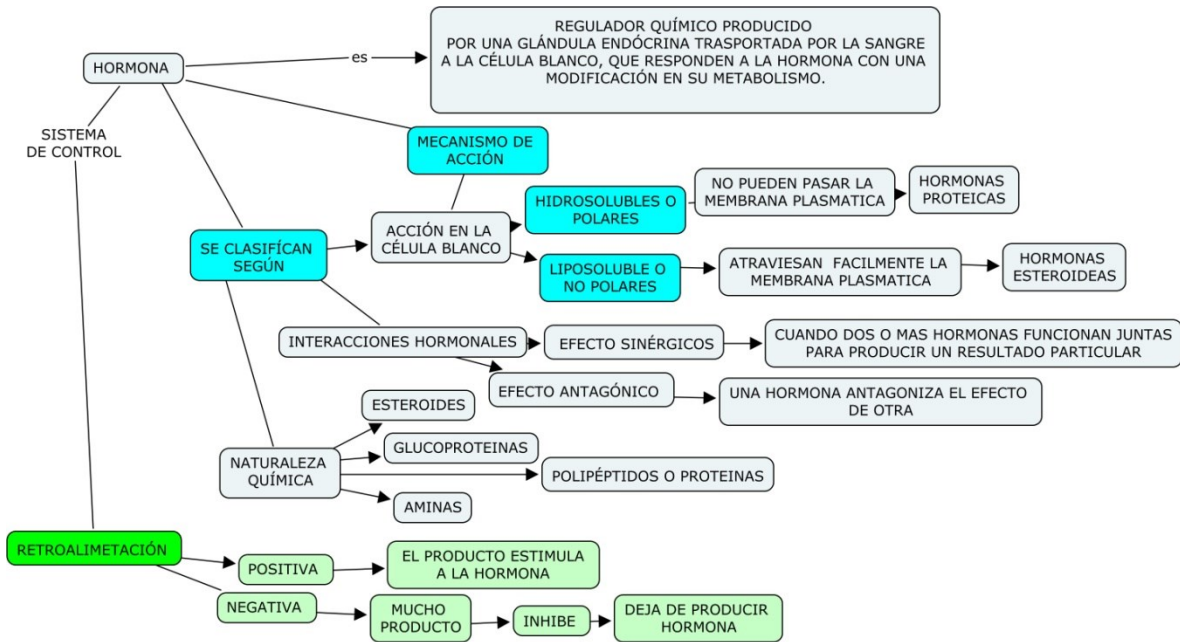 REGULADOR QUÍMICO PRODUCIDO
POR UNA GLÁNDULA ENDÓCRINA TRASPORTADA POR LA SANGRE
A LA CÉLULA BLANCO, QUE RESPONDEN A LA HORMONA CON UNA
MODIFICACIÓN EN SU METABOLISMO.
HORMONA
es
SISTEMA
DE CONTROL
MECANISMO DE
ACCIÓN
HIDROSOLUBLES O
POLARES
NO PUEDEN PASAR LA
MEMBRANA PLASMATICA
HORMONAS
PROTEICAS
ACCIÓN EN LA
CÉLULA BLANCO
SE CLASIFÍCAN
SEGÚN
LIPOSOLUBLE O
NO POLARES
ATRAVIESAN FACILMENTE LA
MEMBRANA PLASMATICA
HORMONAS
ESTEROIDEAS
INTERACCIONES HORMONALES
EFECTO SINÉRGICOS
CUANDO DOS O MAS HORMONAS FUNCIONAN JUNTAS
PARA PRODUCIR UN RESULTADO PARTICULAR
EFECTO ANTAGÓNICO
UNA HORMONA ANTAGONIZA EL EFECTO
DE OTRA
ESTEROIDES
GLUCOPROTEINAS
NATURALEZA
QUÍMICA
POLIPÉPTIDOS O PROTEINAS
AMINAS
RETROALIMETACIÓN
POSITIVA
EL PRODUCTO ESTIMULA
A LA HORMONA
NEGATIVA
MUCHO
PRODUCTO
INHIBE
DEJA DE PRODUCIR
HORMONA